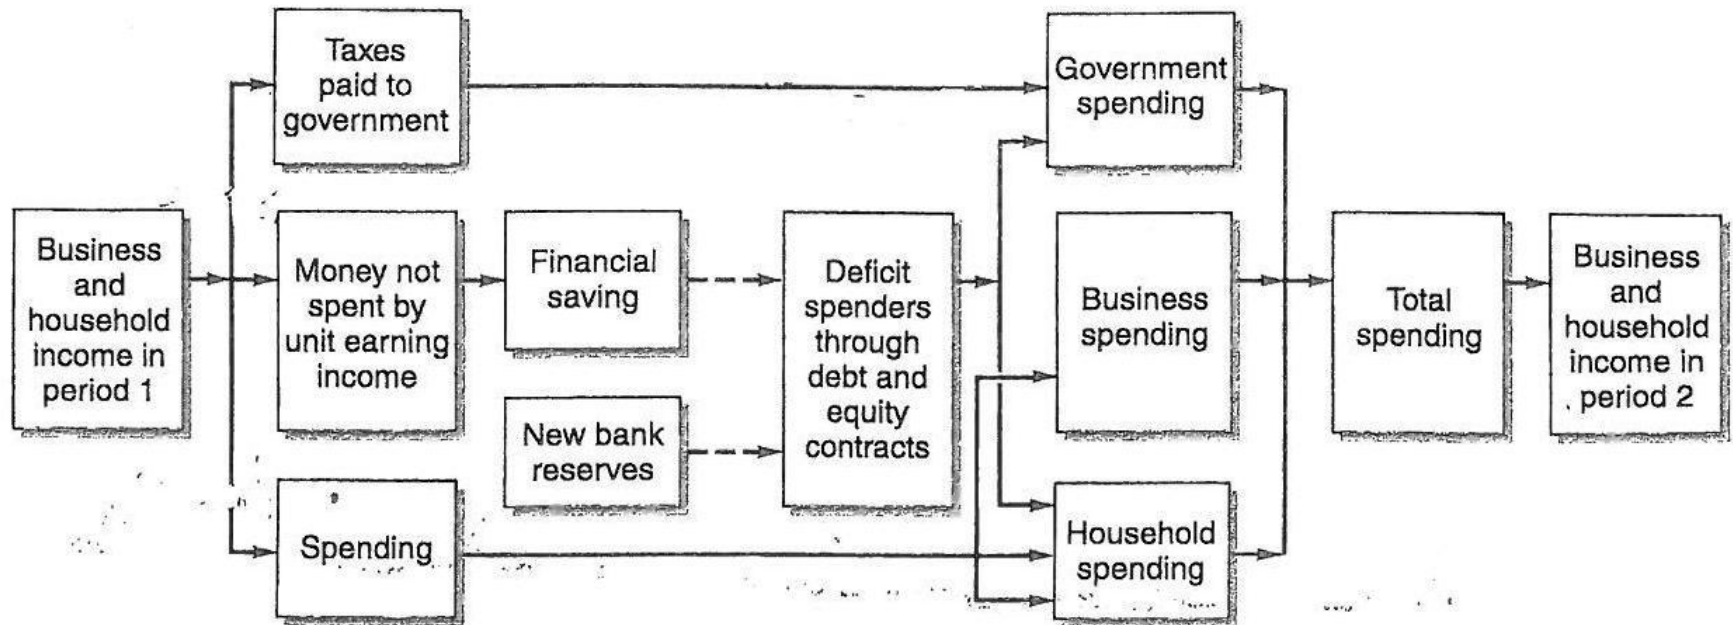 Taxes
paid to
government
Government
spending
Business
and
household
income in
period 1
Money not
spent by
unit earning
income
Financial
saving
New bank
reserves
Deficit
spenders
through
debt and
equity
contracts
Business
spending
Total
spending
Business
and
household
income in
period 2
Spending
Household
spending